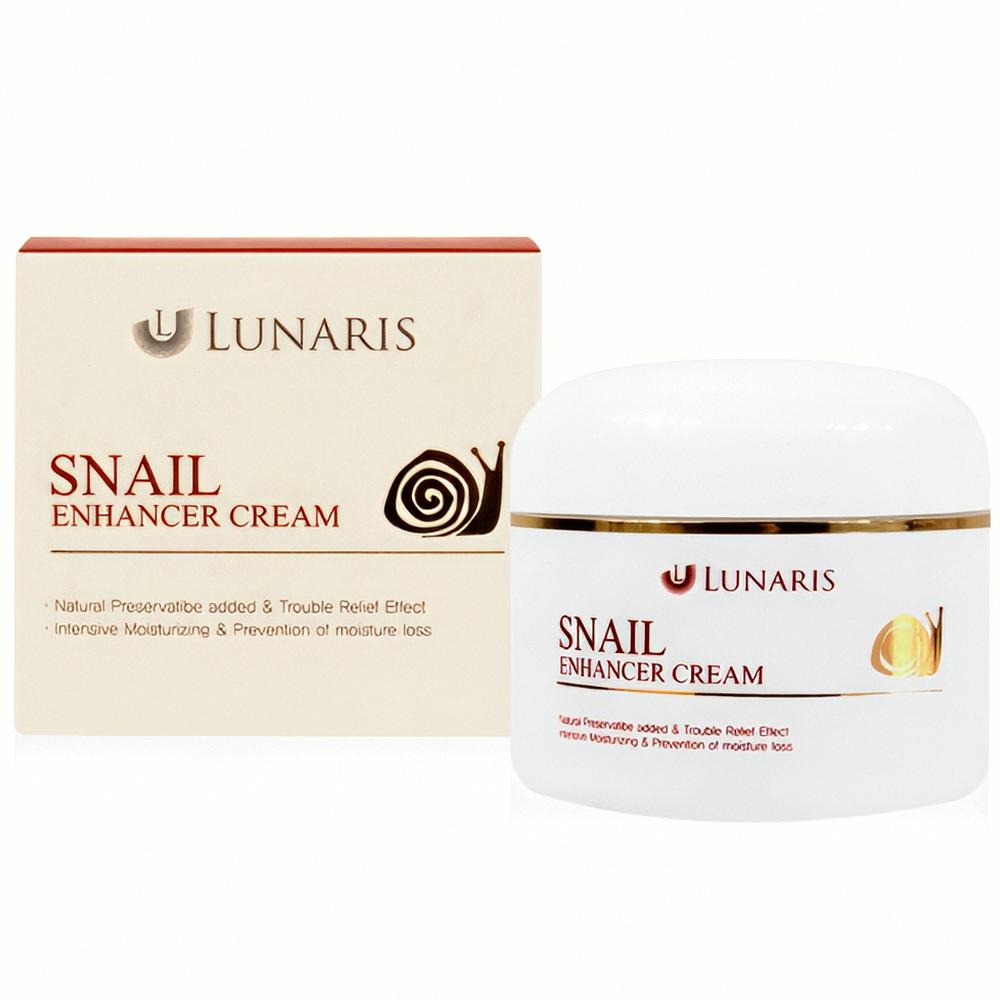 L LUNARIS
SNAIL
ENHANCER CREAM
· Natural Preservatibe added & Trouble Relief Effect
· Intensive Moisturizing & Prevention of moisture loss
L LUNARIS
SNAIL
ENHANCER CREAM
Natural Preservatibe added & Trouble Relief Effect
Intensive Moisturizing & Prevention of moisture loss